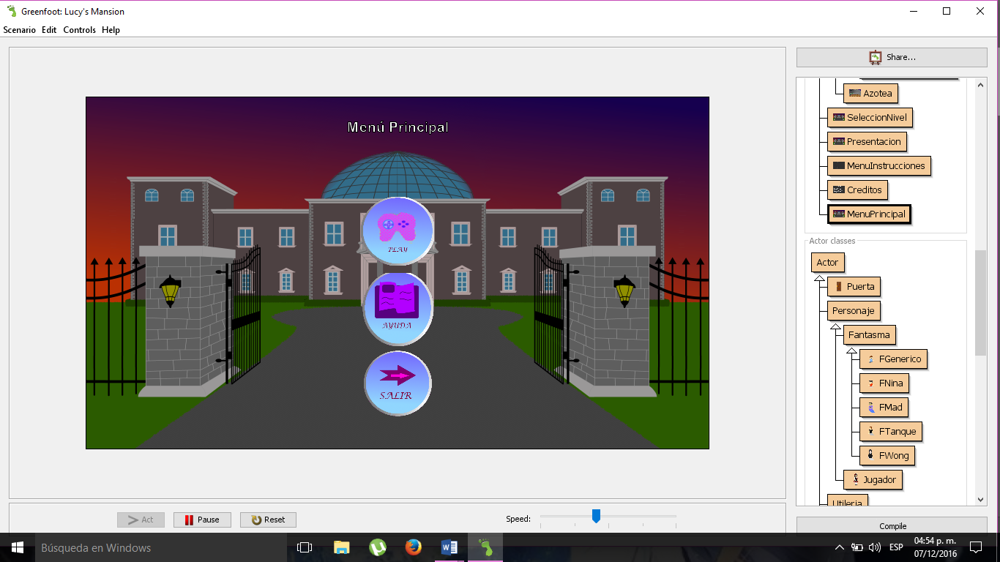 Greenfoot: Lucy's Mansion
Scenario Edit Controls Help
Menú Principal
PLAY
AYUDA
SALIR
Share...
Azotea
SeleccionNivel
Presentacion
MenuInstrucciones
Creditos
MenuPrincipal
Actor classes
Actor
Puerta
Personaje
Fantasma
FGenerico
FNina
FMad
FTanque
FWong
Jugador
Utileria
Act
Pause
Reset
Speed:
Compile
Búsqueda en Windows
ESP
04:54 p. m.
07/12/2016